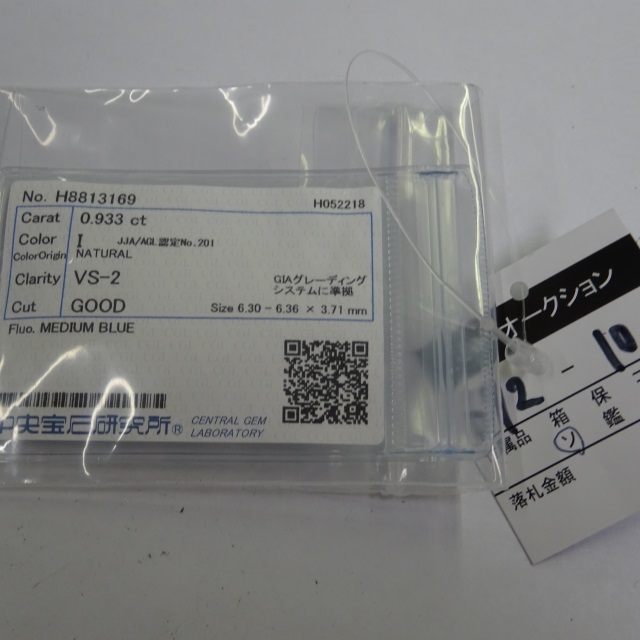 No. H8813169 H052218
Carat 0.933 ct
Color I JJA/AGL 認定No.201
ColorOrigin NATURAL
Clarity VS-2 GIAグレーディング
システムに準拠
Cut GOOD Size 6.30 - 6.36 × 3.71 mm
Fluo. MEDIUM BLUE
中央宝石研究所® CENTRAL GEM
LABORATORY
オークション
12-10
属品 箱 保
ソ 鑑
落札金額